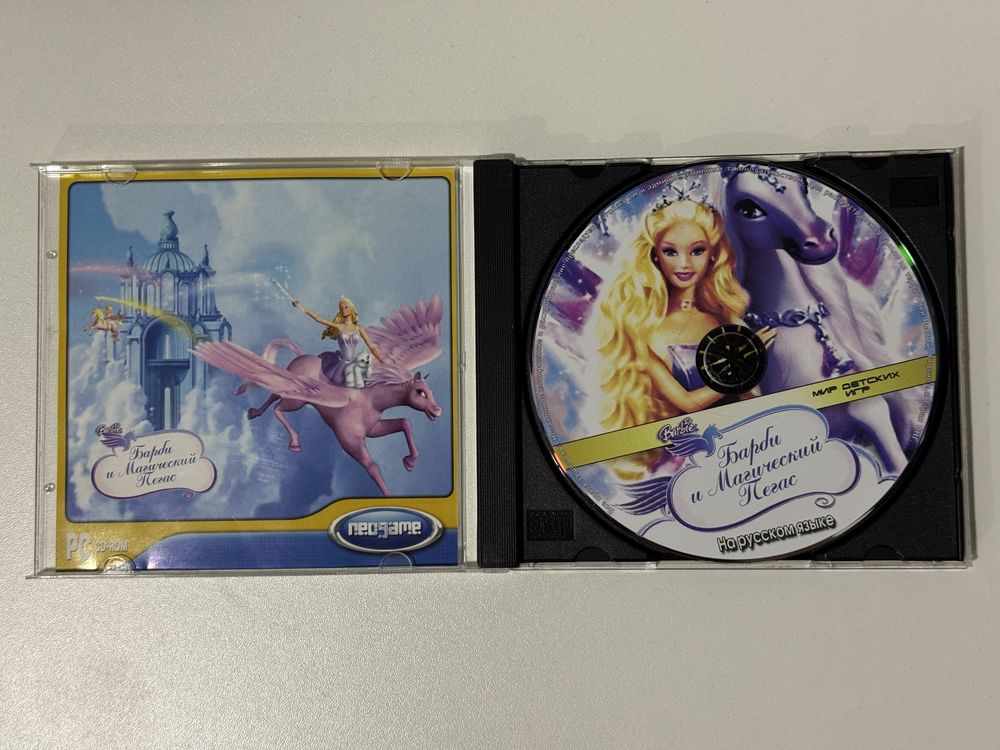 Barbie
Барби
и Магический
Пегас
PC CD-ROM
neogame
МИР ДЕТСКИХ
ИГР
Barbie
Барби
и Магический
Пегас
На русском языке